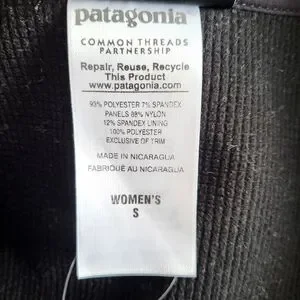 patagonia
COMMON THREADS
PARTNERSHIP
Repair, Reuse, Recycle
This Product
www.patagonia.com
93% POLYESTER 7% SPANDEX
PANELS 88% NYLON
12% SPANDEX LINING
100% POLYESTER
EXCLUSIVE OF TRIM
MADE IN NICARAGUA
FABRIQUÉ AU NICARAGUA
WOMEN'S
S